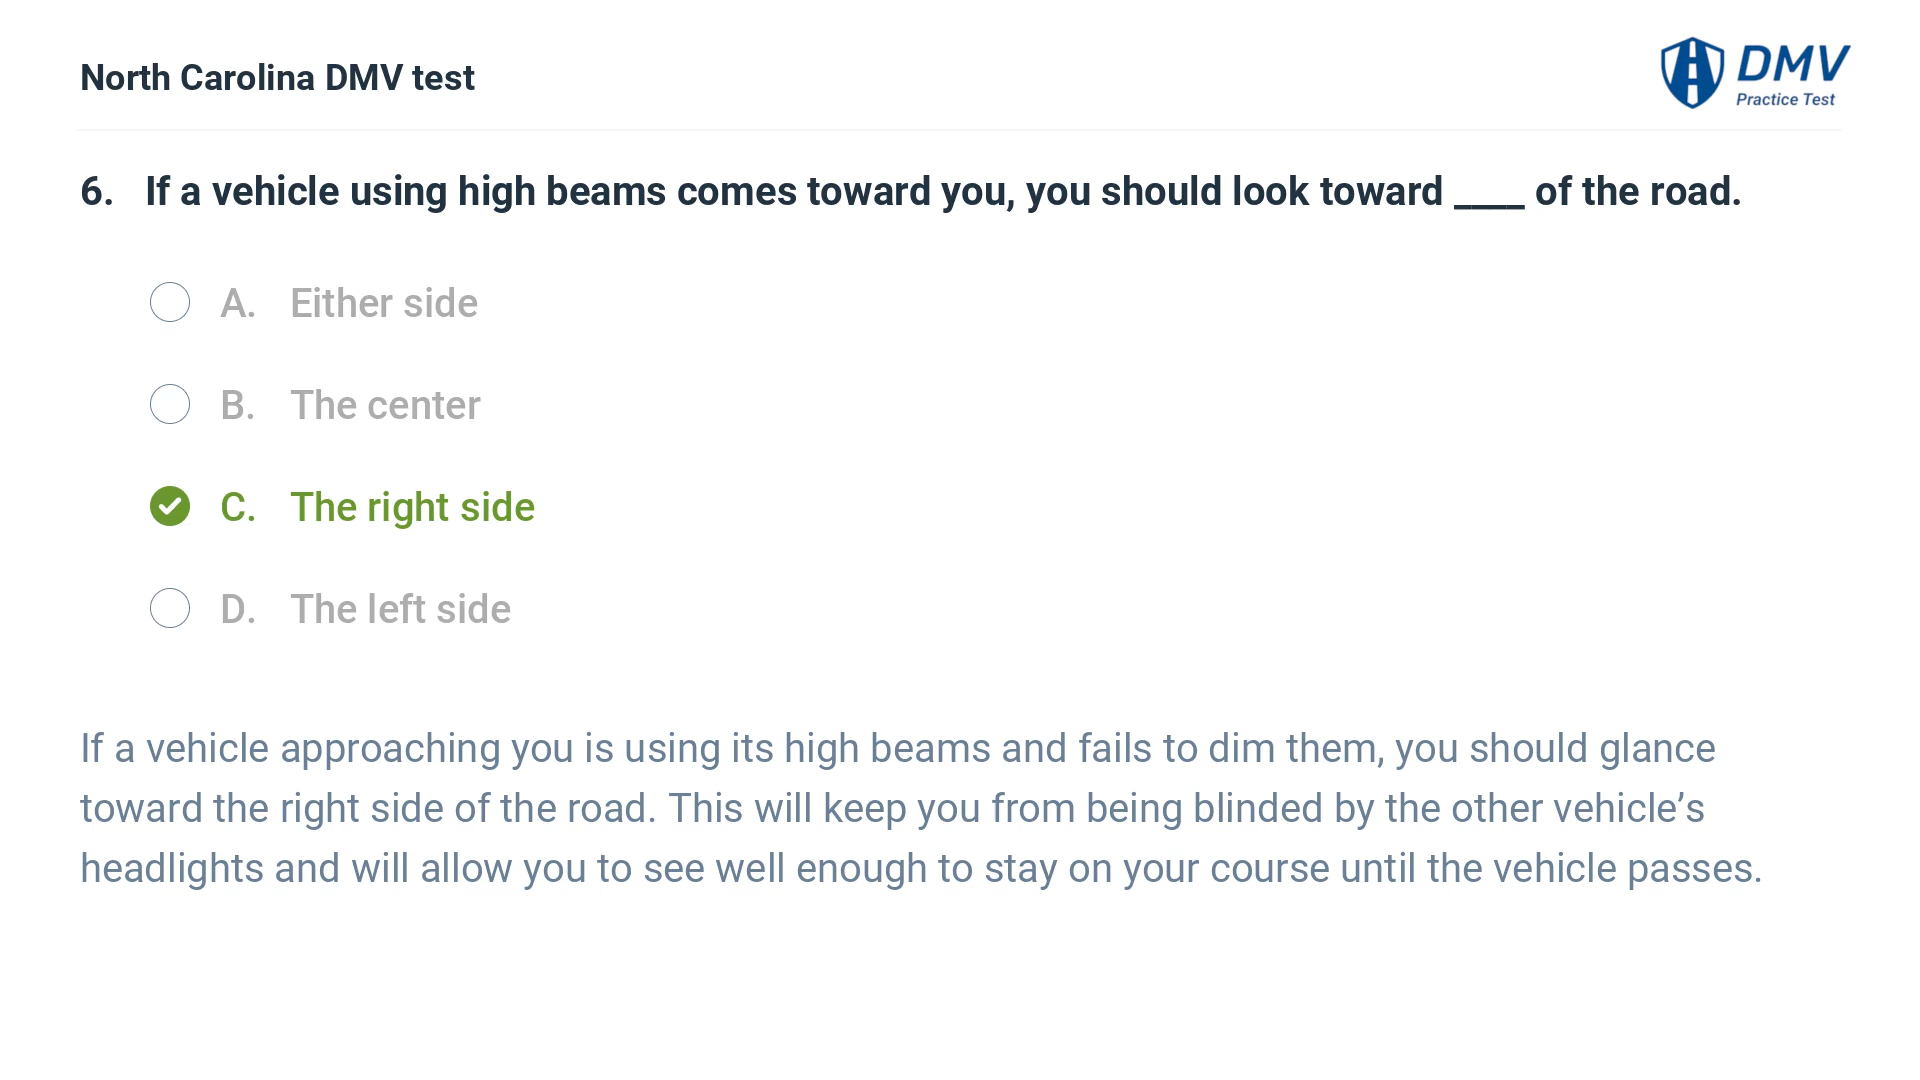 North Carolina DMV test
DMV
Practice Test
6. If a vehicle using high beams comes toward you, you should look toward ____ of the road.
A. Either side
B. The center
C. The right side
D. The left side
If a vehicle approaching you is using its high beams and fails to dim them, you should glance
toward the right side of the road. This will keep you from being blinded by the other vehicle’s
headlights and will allow you to see well enough to stay on your course until the vehicle passes.